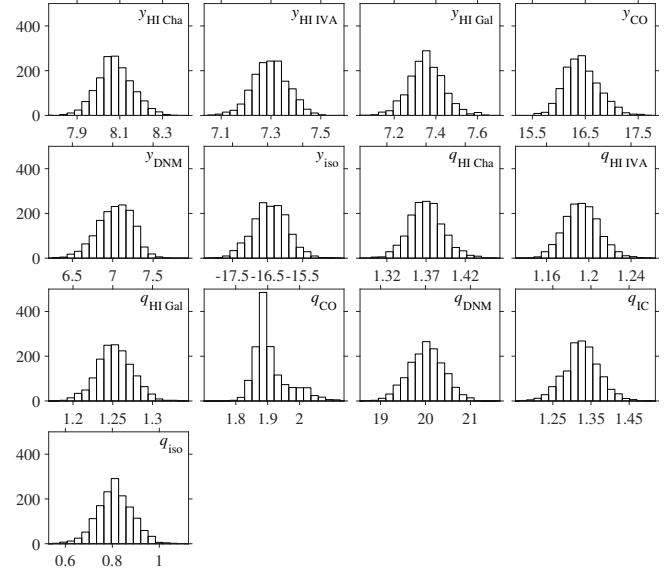 y_HI Cha y_HI IVA y_HI Gal y_CO
400
200
0
7.9 8.1 8.3 7.1 7.3 7.5 7.2 7.4 7.6 15.5 16.5 17.5
y_DNM y_iso q_HI Cha q_HI IVA
400
200
0
6.5 7 7.5 -17.5 -16.5 -15.5 1.32 1.37 1.42 1.16 1.2 1.24
q_HI Gal q_CO q_DNM q_IC
400
200
0
1.2 1.25 1.3 1.8 1.9 2 19 20 21 1.25 1.35 1.45
q_iso
400
200
0
0.6 0.8 1